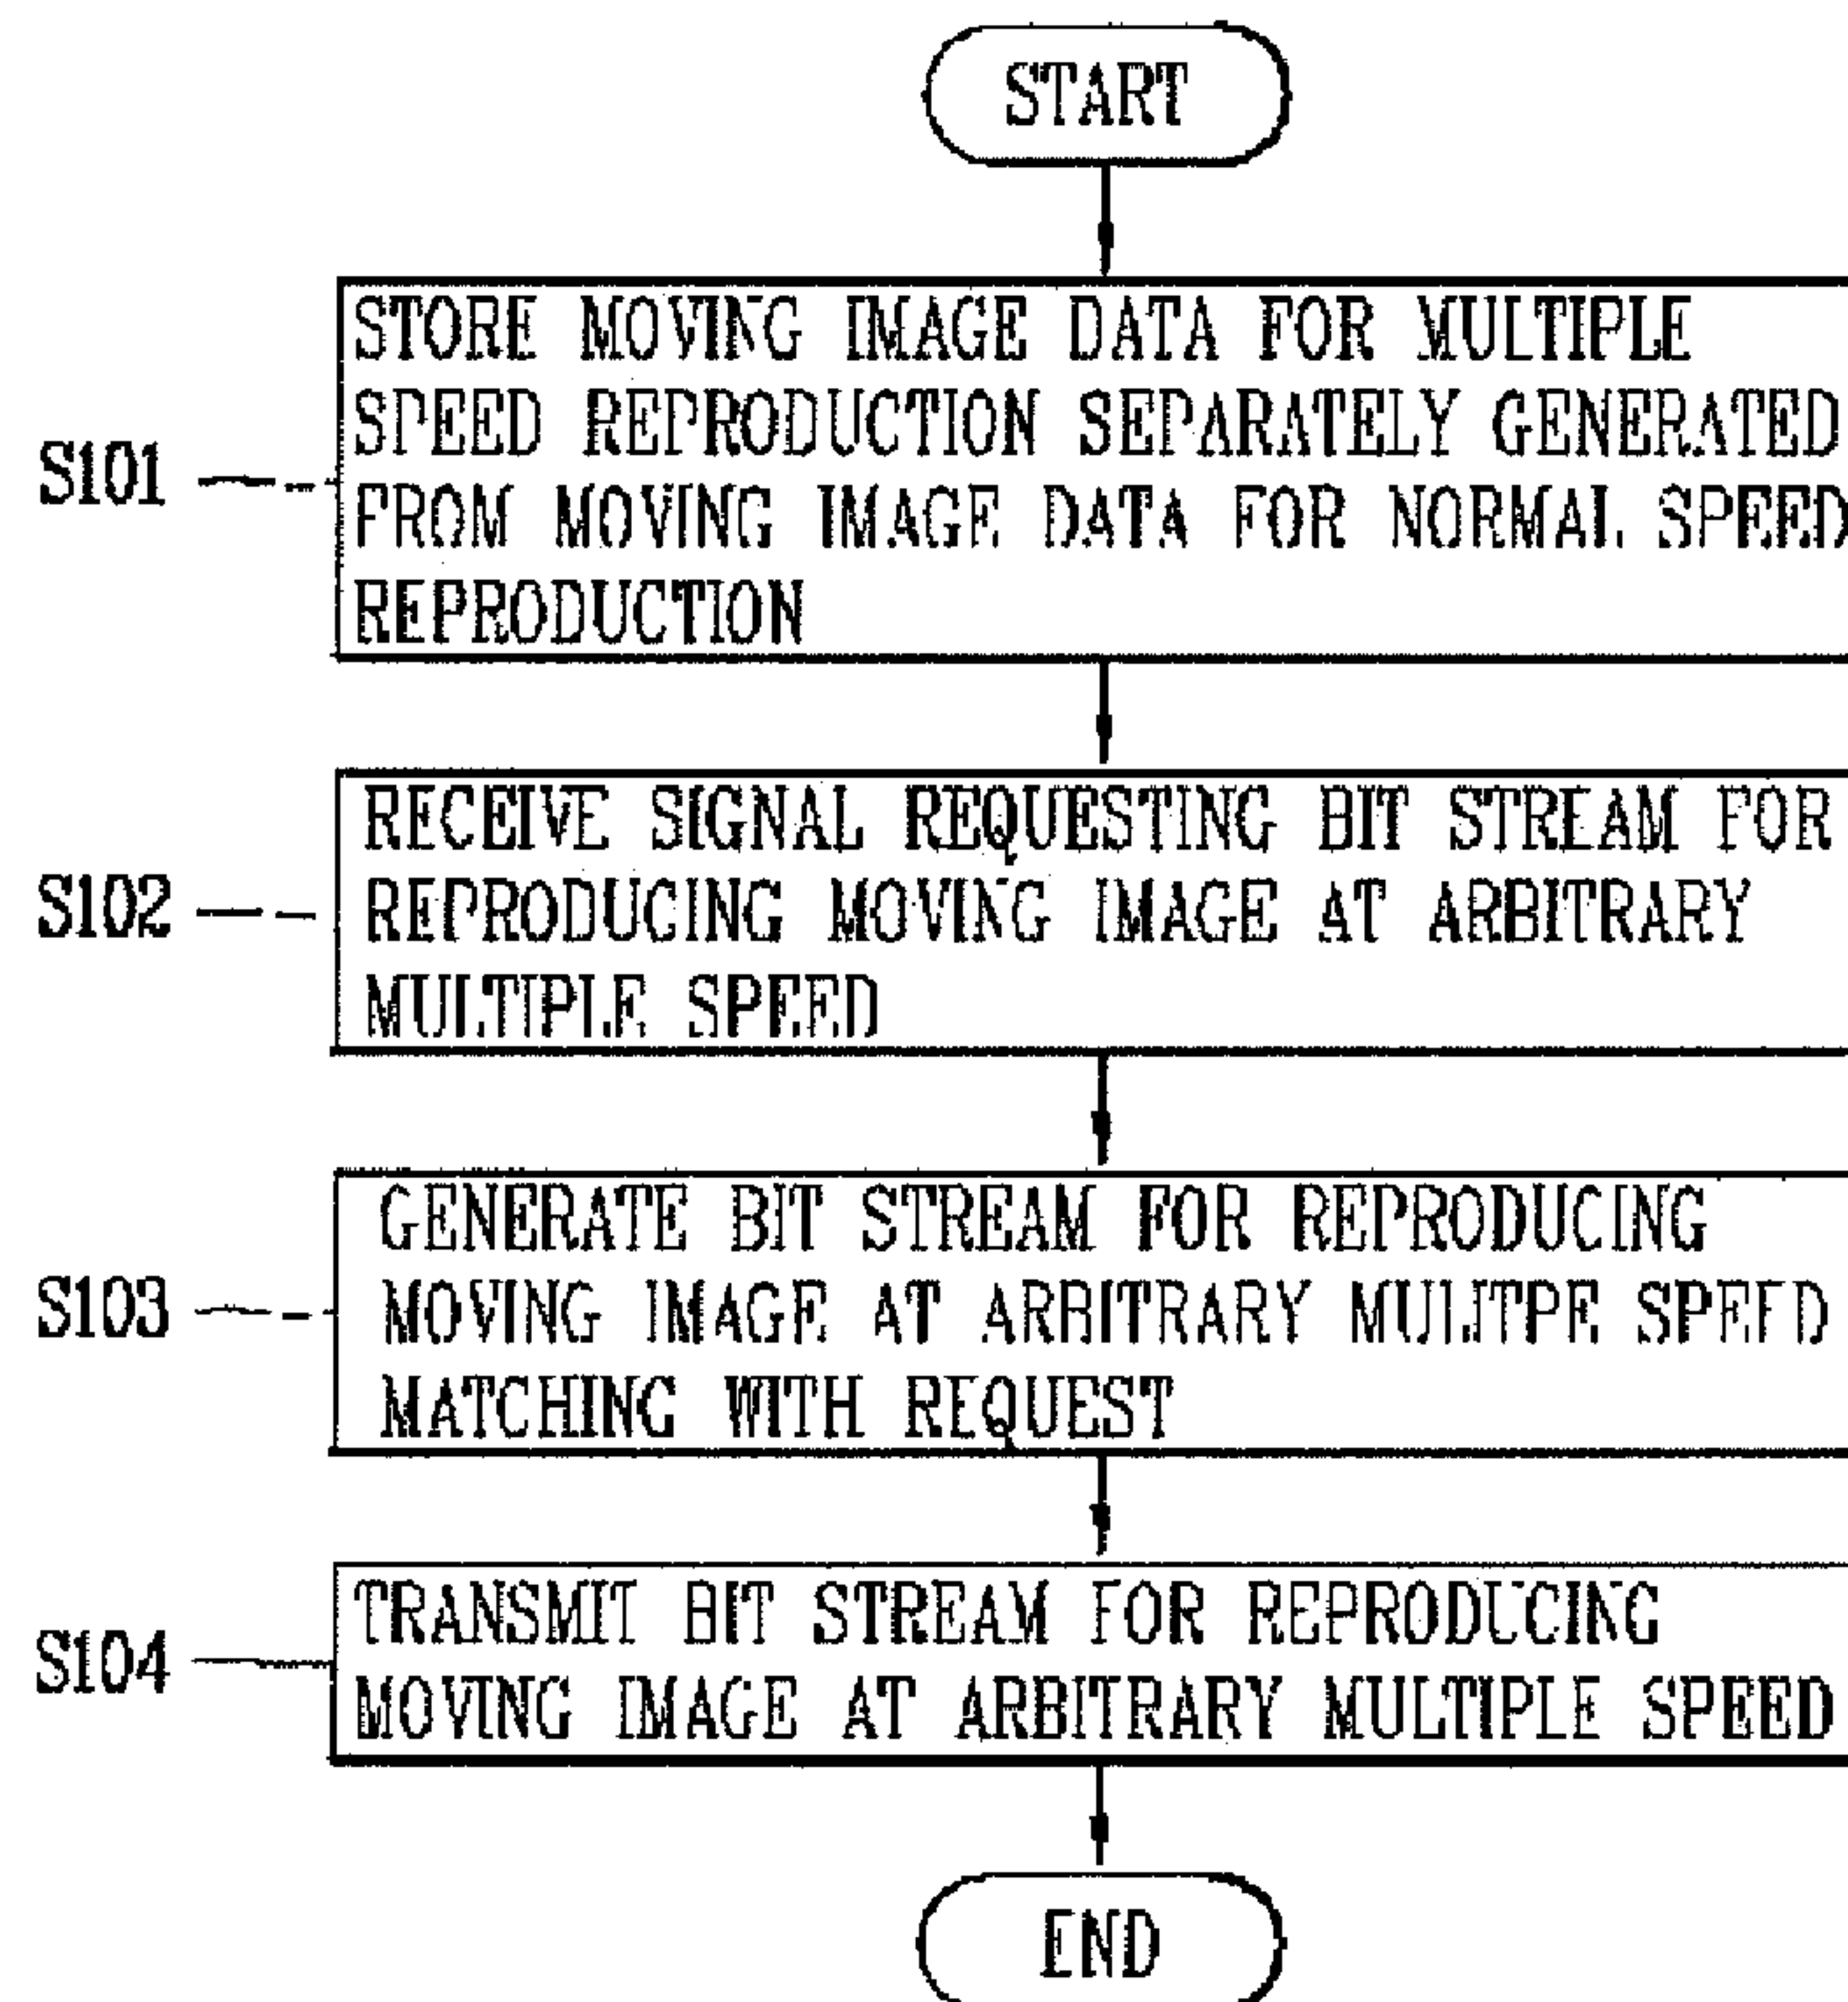 START
S101
STORE MOVING IMAGE DATA FOR MULTIPLE
SPEED REPRODUCTION SEPARATELY GENERATED
FROM MOVING IMAGE DATA FOR NORMAL SPEED
REPRODUCTION
S102
RECEIVE SIGNAL REQUESTING BIT STREAM FOR
REPRODUCING MOVING IMAGE AT ARBITRARY
MULTIPLE SPEED
S103
GENERATE BIT STREAM FOR REPRODUCING
MOVING IMAGE AT ARBITRARY MULITPE SPEED
MATCHING WITH REQUEST
S104
TRANSMIT BIT STREAM FOR REPRODUCING
MOVING IMAGE AT ARBITRARY MULTIPLE SPEED
END